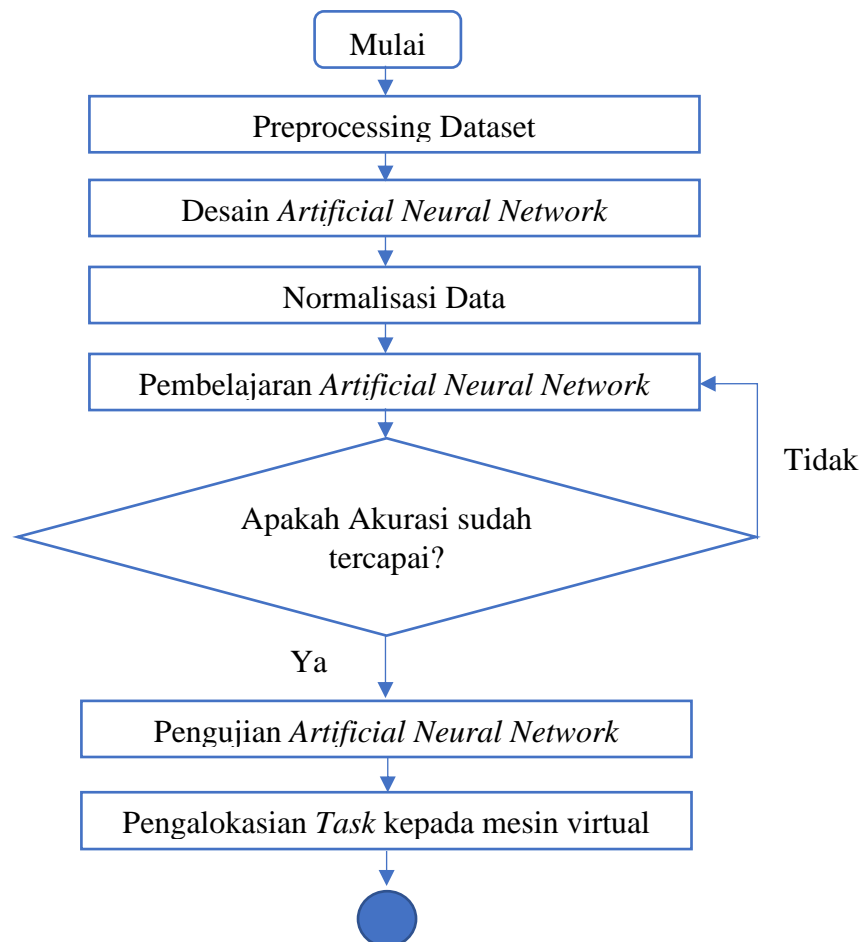 Mulai
Preprocessing Dataset
Desain Artificial Neural Network
Normalisasi Data
Pembelajaran Artificial Neural Network
Tidak
Apakah Akurasi sudah
tercapai?
Ya
Pengujian Artificial Neural Network
Pengalokasian Task kepada mesin virtual